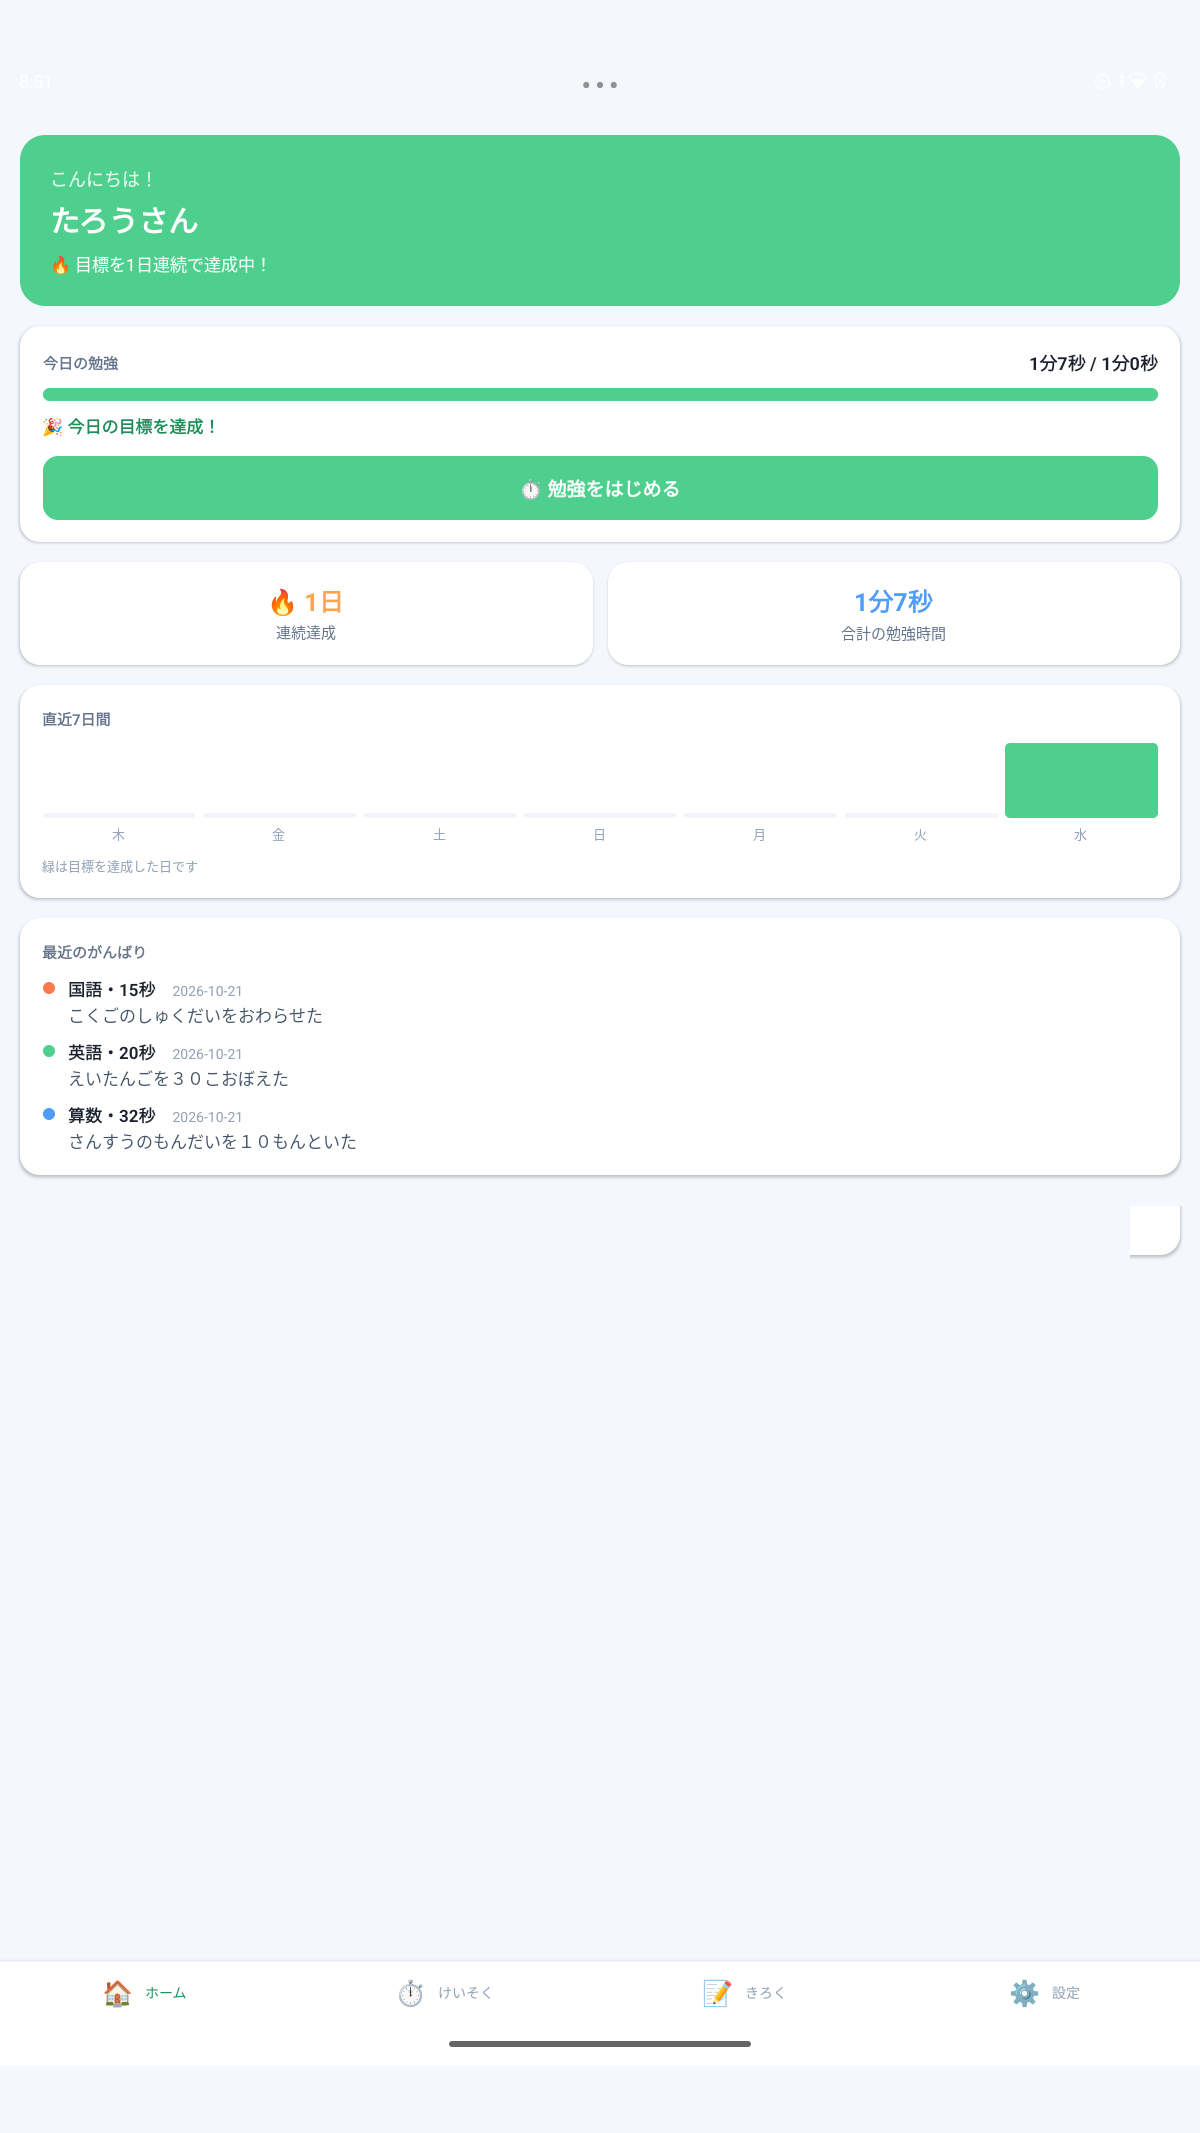 8:51
こんにちは！
たろうさん
🔥 目標を1日連続で達成中！
今日の勉強 1分7秒 / 1分0秒
🎉 今日の目標を達成！
⏱️ 勉強をはじめる
🔥 1日 1分7秒
連続達成 合計の勉強時間
直近7日間
木 金 土 日 月 火 水
緑は目標を達成した日です
最近のがんばり
国語・15秒 2026-10-21
こくごのしゅくだいをおわらせた
英語・20秒 2026-10-21
えいたんごを３０こおぼえた
算数・32秒 2026-10-21
さんすうのもんだいを１０もんといた
ホーム けいそく きろく 設定